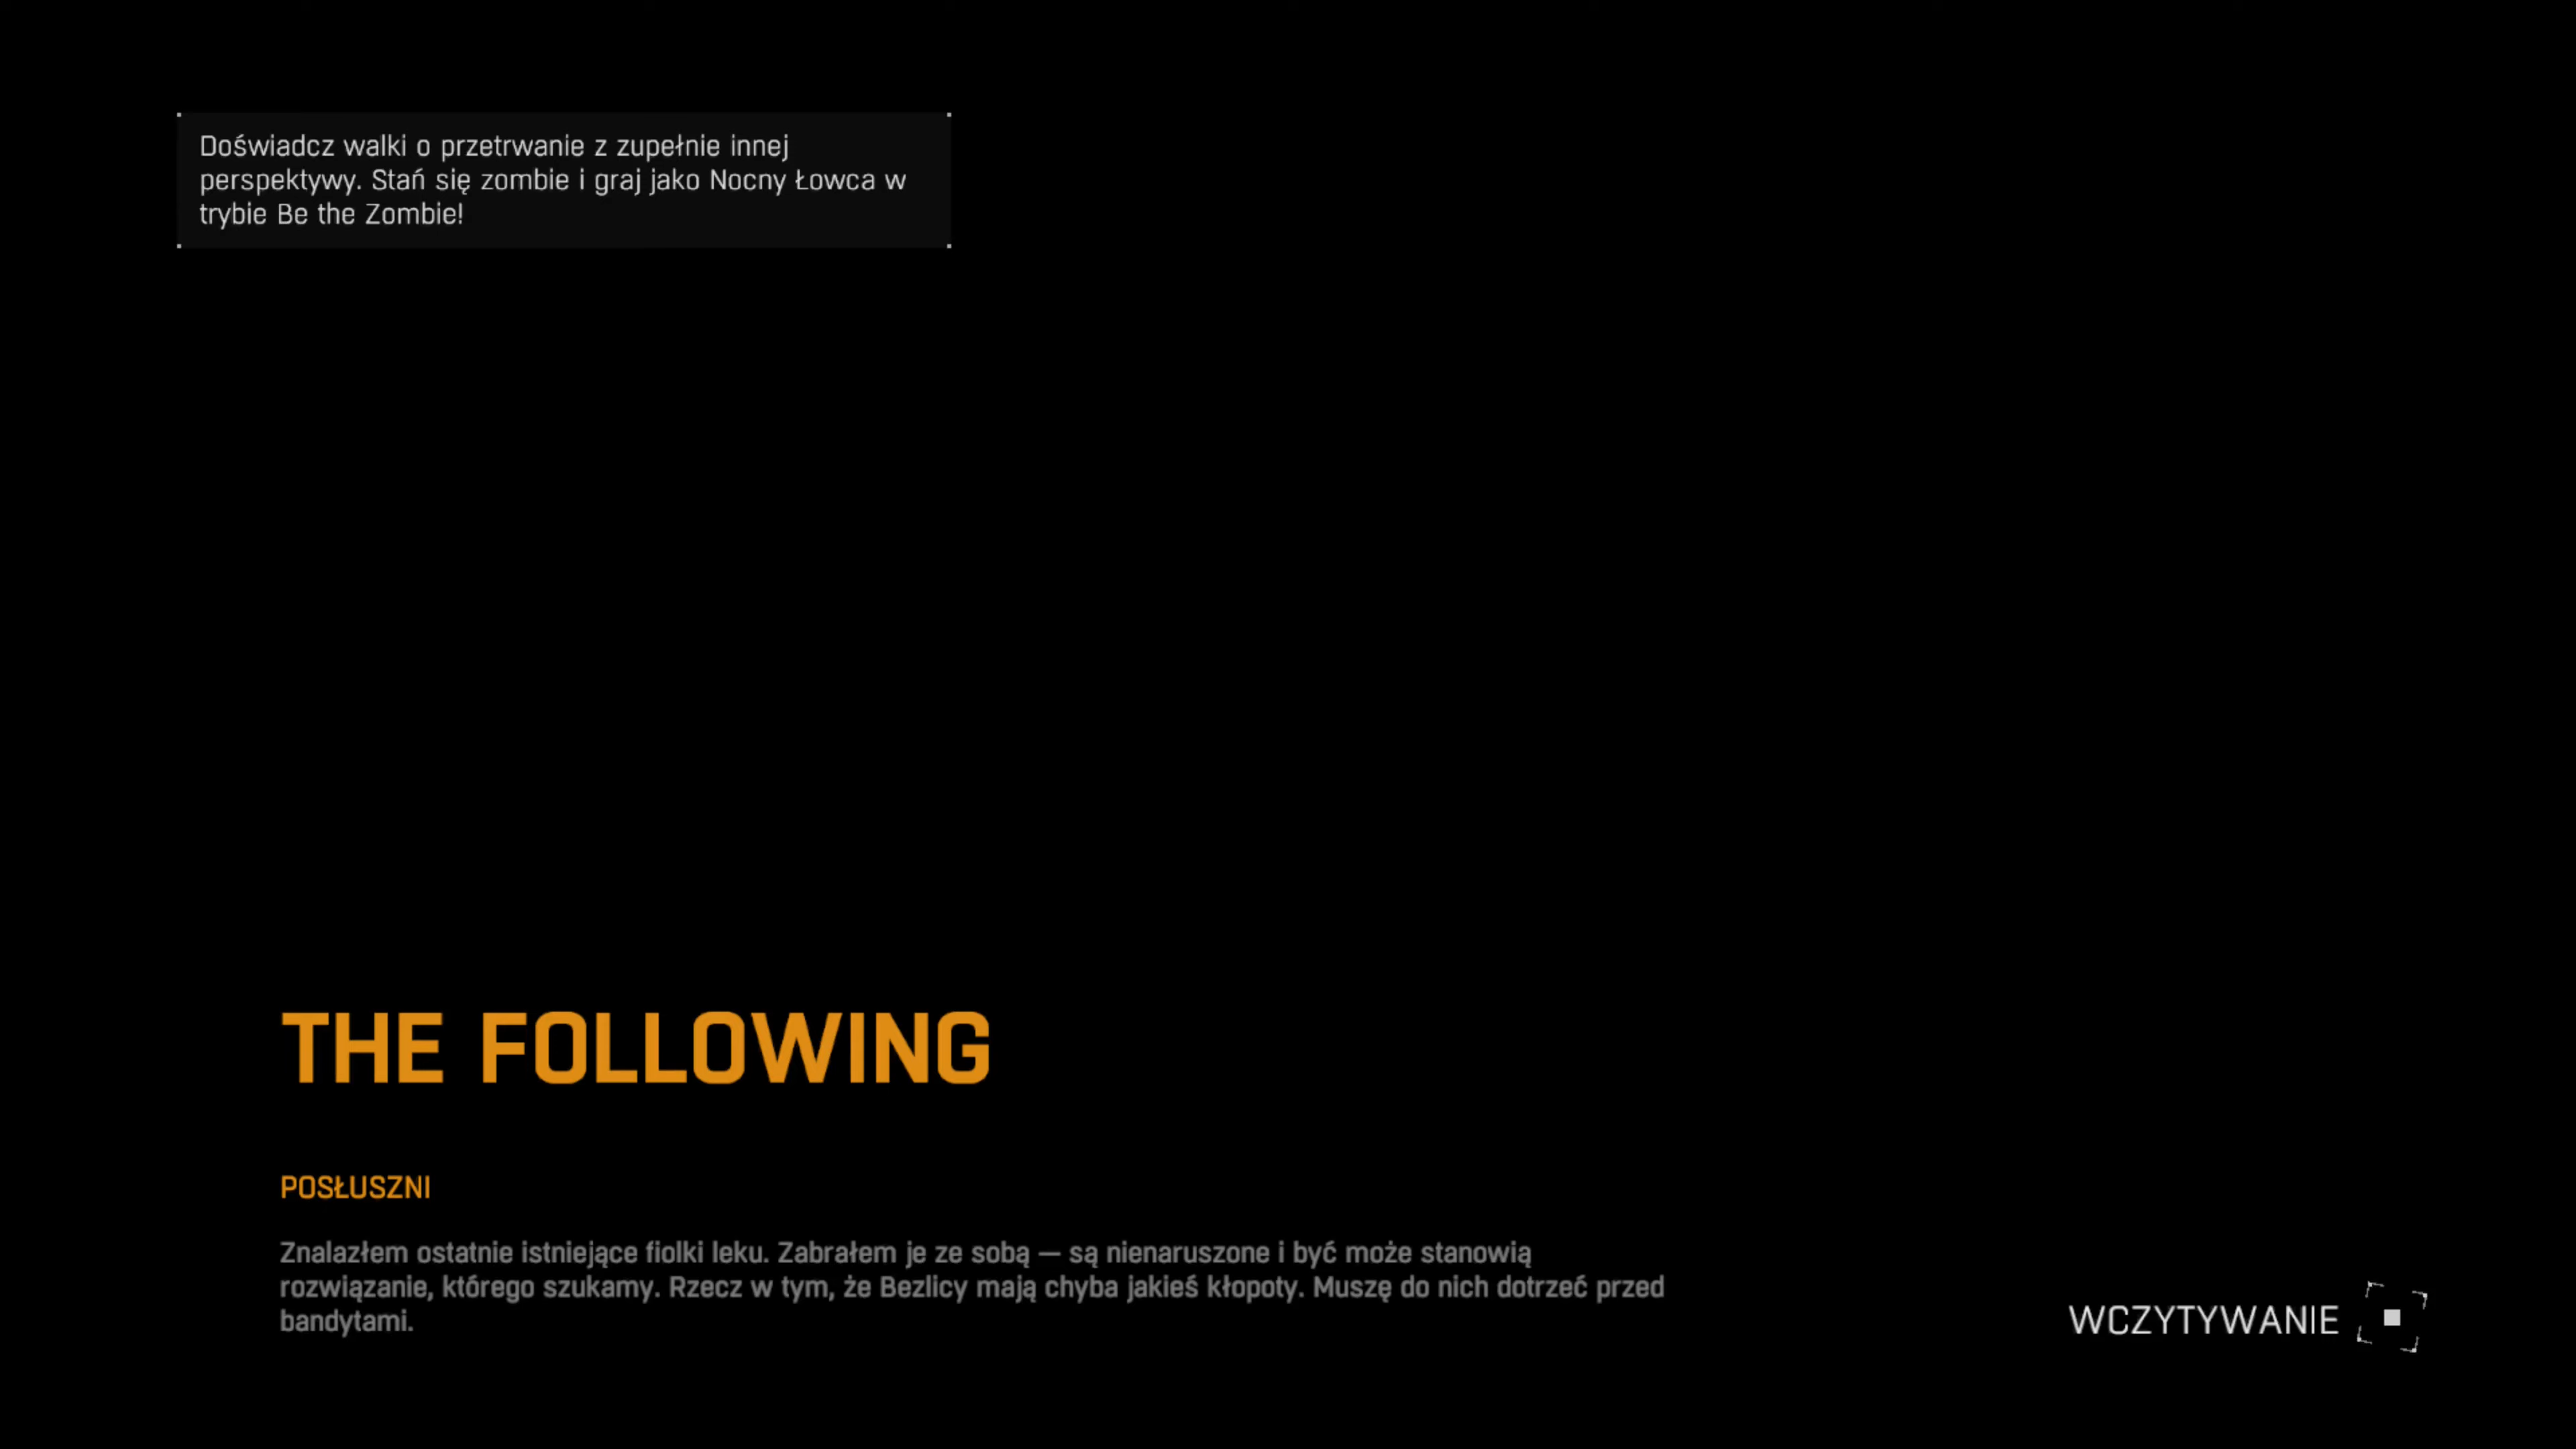 Doświadcz walki o przetrwanie z zupełnie innej
perspektywy. Stań się zombie i graj jako Nocny Łowca w
trybie Be the Zombie!
THE FOLLOWING
POSŁUSZNI
Znalazłem ostatnie istniejące fiolki leku. Zabrałem je ze sobą — są nienaruszone i być może stanowią
rozwiązanie, którego szukamy. Rzecz w tym, że Bezlicy mają chyba jakieś kłopoty. Muszę do nich dotrzeć przed
bandytami.
WCZYTYWANIE